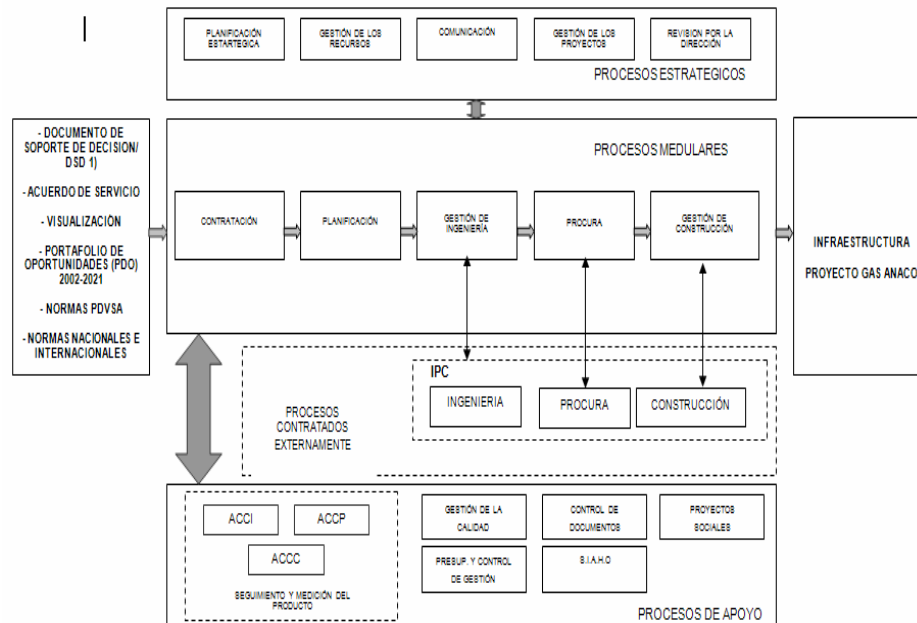 PLANIFICACIÓN
ESTARTEGICA
GESTIÓN DE LOS
RECURSOS
COMUNICACIÓN
GESTIÓN DE LOS
PROYECTOS
REVISION POR LA
DIRECCIÓN
PROCESOS ESTRATEGICOS
- DOCUMENTO DE
SOPORTE DE DECISION/
DSD 1)
- ACUERDO DE SERVICIO
- VISUALIZACIÓN
- PORTAFOLIO DE
OPORTUNIDADES (PDO)
2002-2021
- NORMAS PDVSA
- NORMAS NACIONALES E
INTERNACIONALES
PROCESOS MEDULARES
CONTRATACIÓN
PLANIFICACIÓN
GESTIÓN DE
INGENIERÍA
PROCURA
GESTIÓN DE
CONSTRUCCIÓN
INFRAESTRUCTURA
PROYECTO GAS ANACO
PROCESOS
CONTRATADOS
EXTERNAMENTE
IPC
INGENIERIA
PROCURA
CONSTRUCCIÓN
ACCI
ACCP
ACCC
SEGUIMIENTO Y MEDICIÓN DEL
PRODUCTO
GESTIÓN DE LA
CALIDAD
CONTROL DE
DOCUMENTOS
PROYECTOS
SOCIALES
PRESUP. Y CONTROL
DE GESTIÓN
S.I.A.H.O
PROCESOS DE APOYO